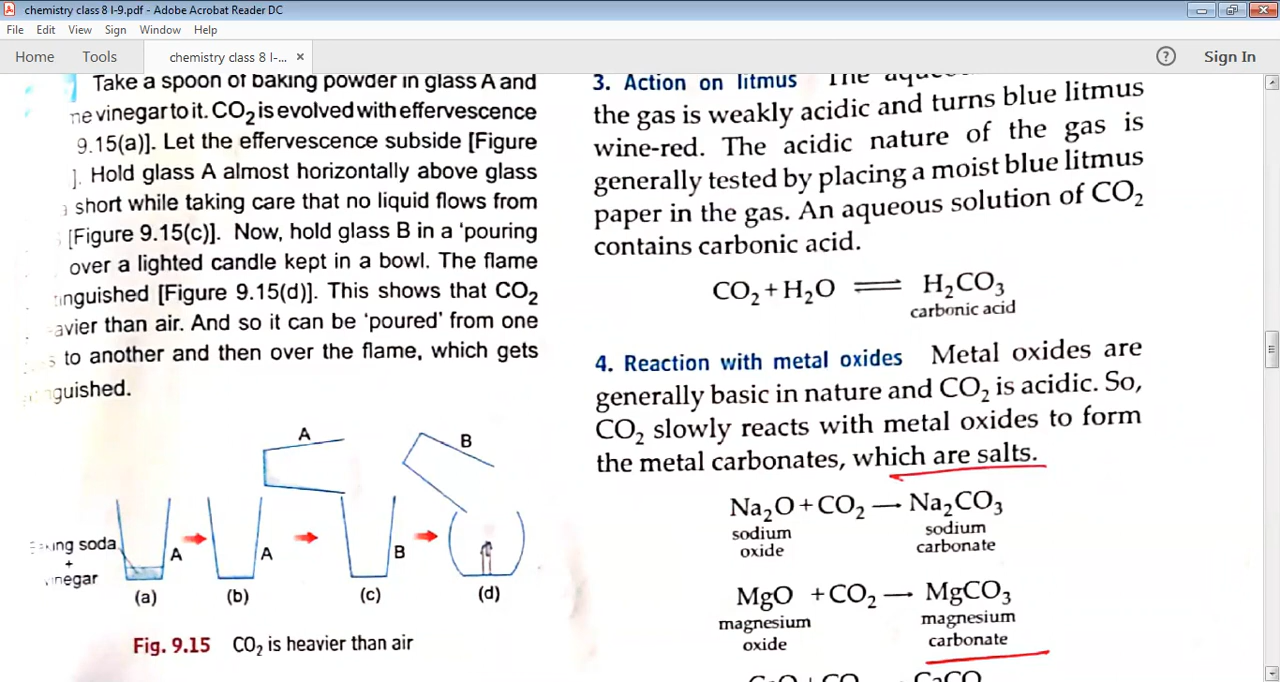 chemistry class 8 l-9.pdf - Adobe Acrobat Reader DC
File Edit View Sign Window Help
Home Tools chemistry class 8 l-... × ? Sign In
Take a spoon of baking powder in glass A and
vinegar to it. CO₂ is evolved with effervescence
9.15(a)]. Let the effervescence subside [Figure
]. Hold glass A almost horizontally above glass
short while taking care that no liquid flows from
[Figure 9.15(c)]. Now, hold glass B in a 'pouring
over a lighted candle kept in a bowl. The flame
inguished [Figure 9.15(d)]. This shows that CO₂
avier than air. And so it can be 'poured' from one
to another and then over the flame, which gets
guished.
A
B
A
A
B
soda
+
inegar
(a) (b) (c) (d)
Fig. 9.15 CO₂ is heavier than air
3. Action on litmus The
the gas is weakly acidic and turns blue litmus
wine-red. The acidic nature of the gas is
generally tested by placing a moist blue litmus
paper in the gas. An aqueous solution of CO₂
contains carbonic acid.
CO₂ + H₂O ⇌ H₂CO₃
carbonic acid
4. Reaction with metal oxides Metal oxides are
generally basic in nature and CO₂ is acidic. So,
CO₂ slowly reacts with metal oxides to form
the metal carbonates, which are salts.
Na₂O + CO₂ → Na₂CO₃
sodium oxide sodium carbonate
MgO + CO₂ → MgCO₃
magnesium oxide magnesium carbonate